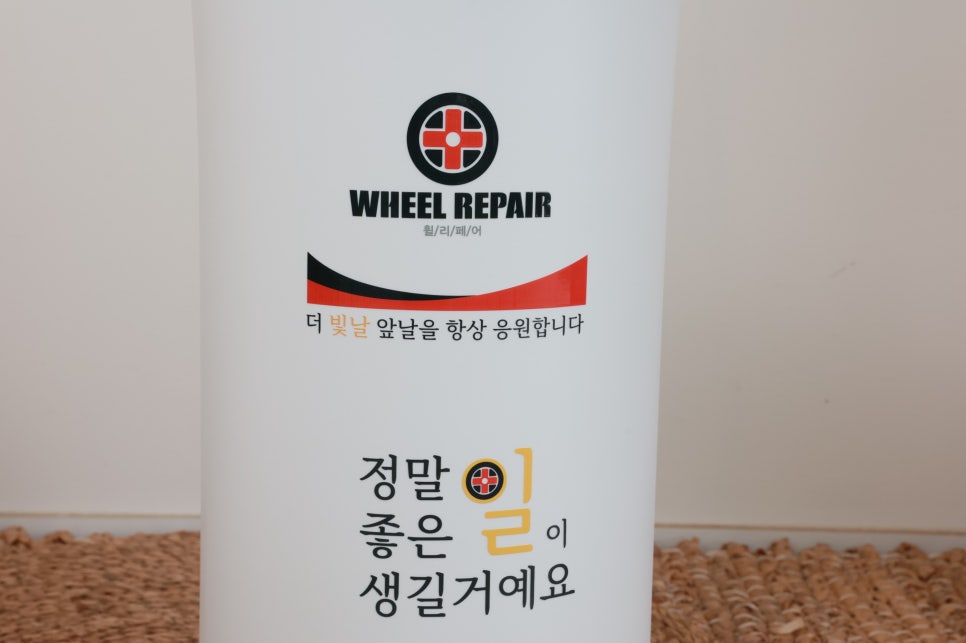 WHEEL REPAIR
휠/리/페/어
더 빛날 앞날을 항상 응원합니다
정말
좋은 일이
생길거예요